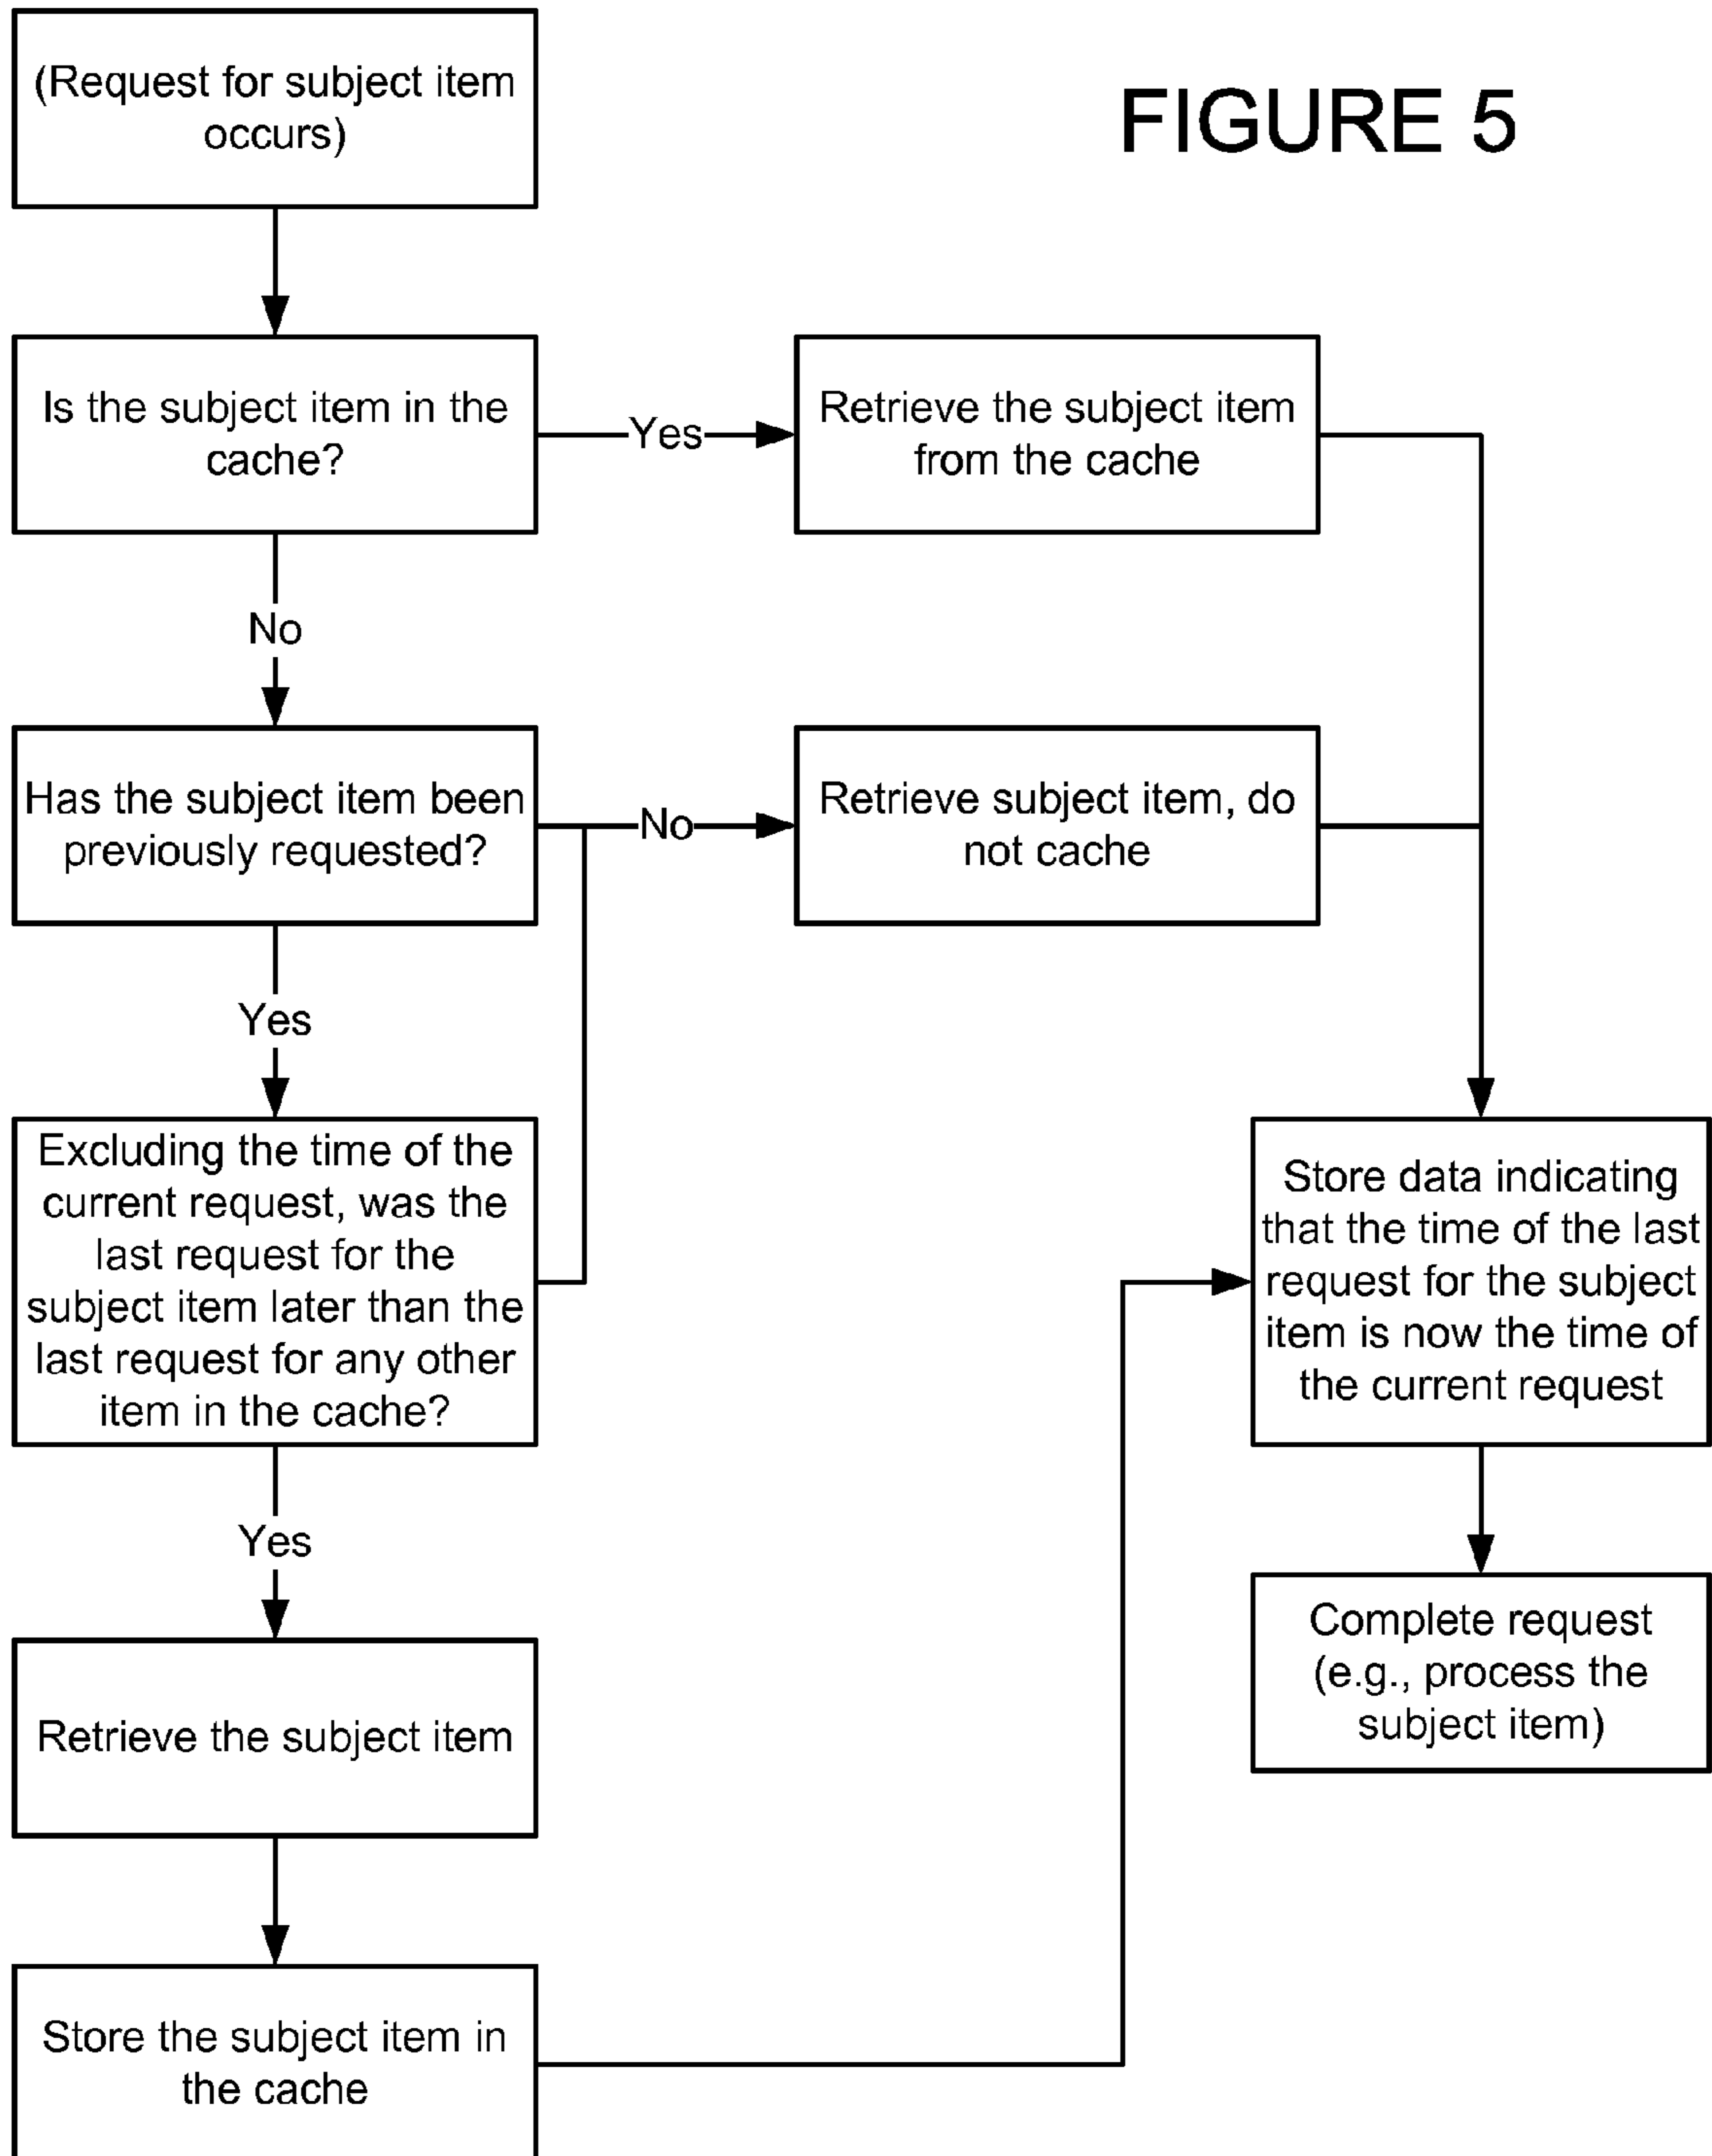 (Request for subject item
occurs)
FIGURE 5
Is the subject item in the
cache?
Yes
Retrieve the subject item
from the cache
No
Has the subject item been
previously requested?
No
Retrieve subject item, do
not cache
Yes
Excluding the time of the
current request, was the
last request for the
subject item later than the
last request for any other
item in the cache?
Store data indicating
that the time of the last
request for the subject
item is now the time of
the current request
Yes
Complete request
(e.g., process the
subject item)
Retrieve the subject item
Store the subject item in
the cache